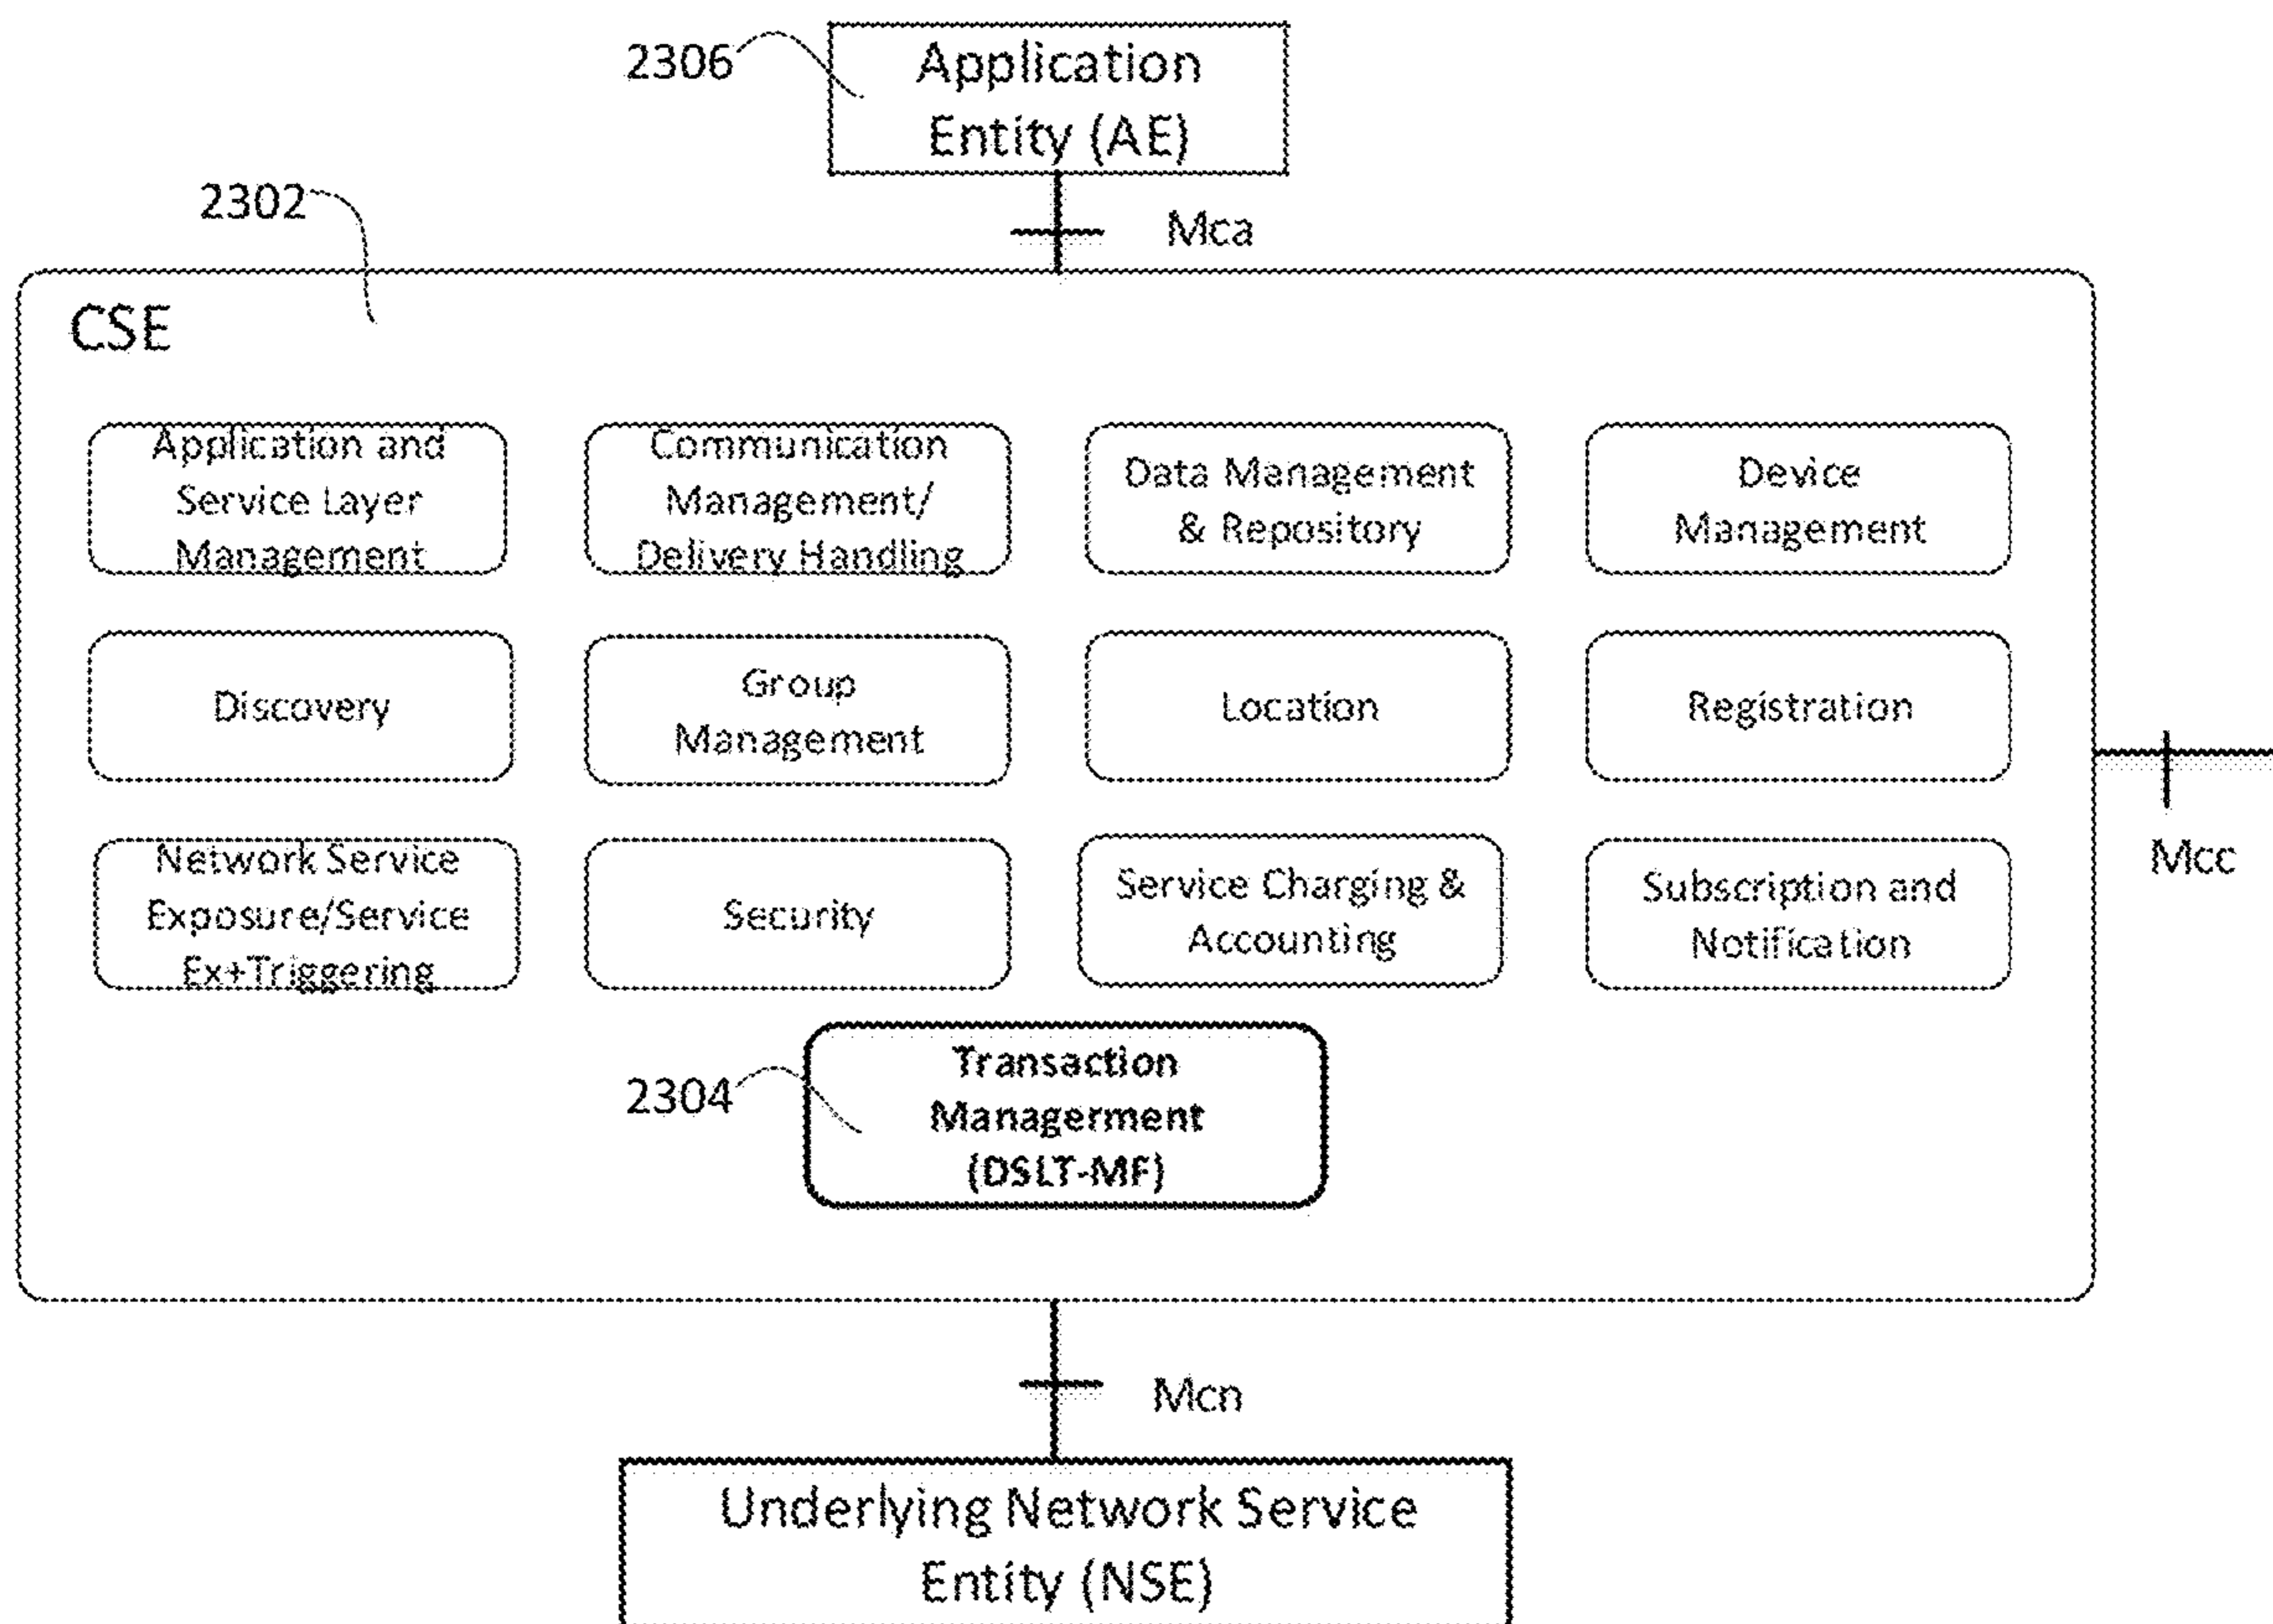 2306
Application
Entity (AE)
2302
Mca
CSE
Application and
Service Layer
Management
Communication
Management/
Delivery Handling
Data Management
& Repository
Device
Management
Discovery
Group
Management
Location
Registration
Mcc
Network Service
Exposure/Service
Ex+Triggering
Security
Service Charging &
Accounting
Subscription and
Notification
2304
Transaction
Managerment
(DSLT-MF)
Mcn
Underlying Network Service
Entity (NSE)